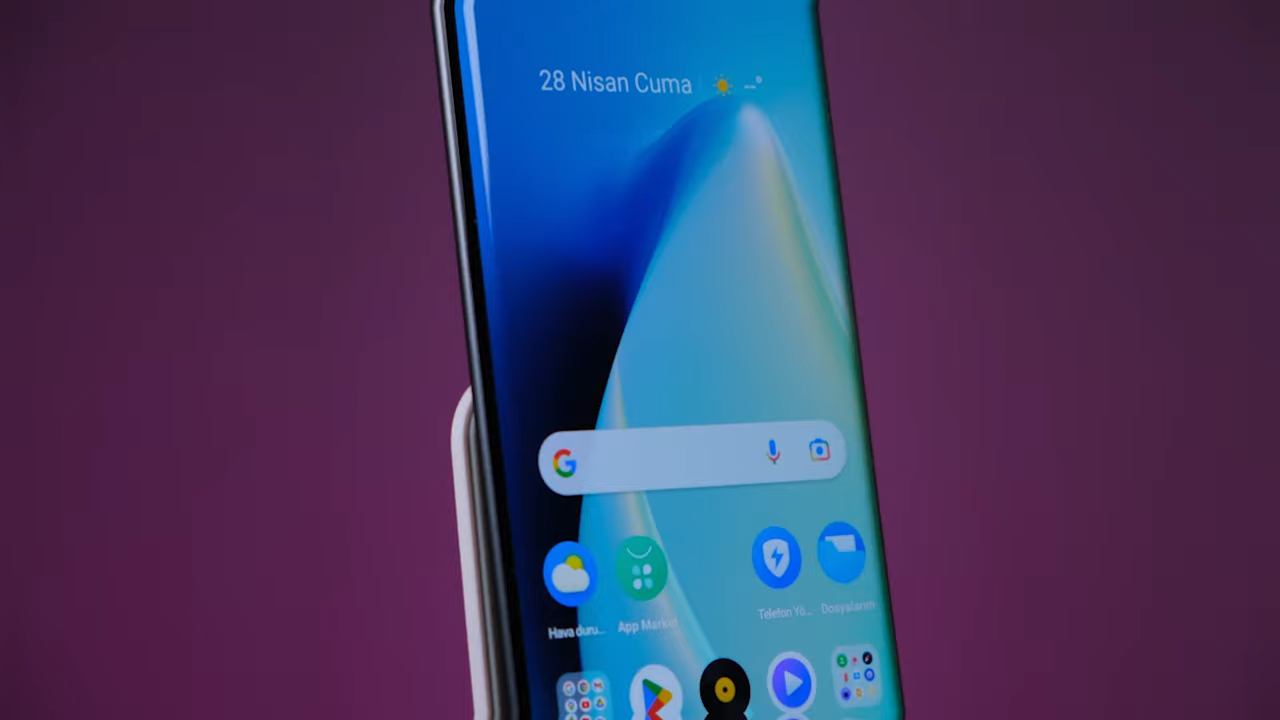 28 Nisan Cuma
--°
Hava duru...
App Market
Telefon Yö...
Dosyalarım